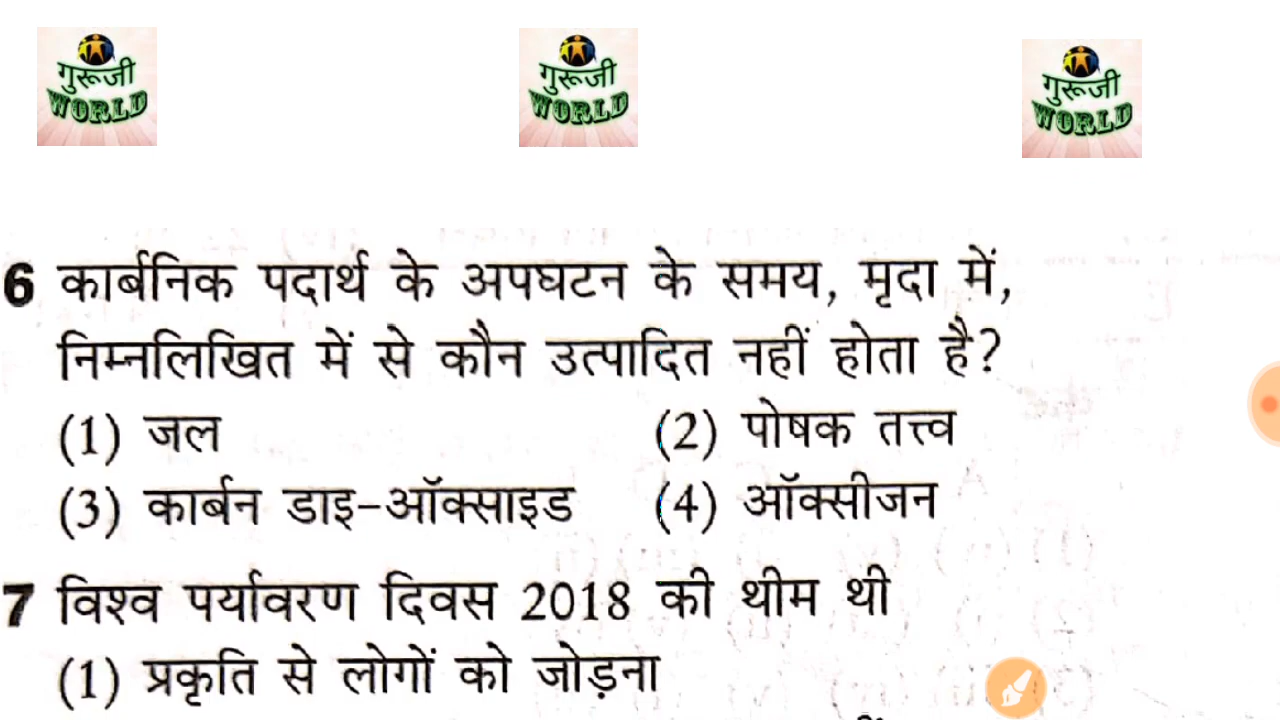 गुरूजी
WORLD
गुरूजी
WORLD
गुरूजी
WORLD
6 कार्बनिक पदार्थ के अपघटन के समय, मृदा में,
निम्नलिखित में से कौन उत्पादित नहीं होता है?
(1) जल (2) पोषक तत्त्व
(3) कार्बन डाइ-ऑक्साइड (4) ऑक्सीजन
7 विश्व पर्यावरण दिवस 2018 की थीम थी
(1) प्रकृति से लोगों को जोड़ना